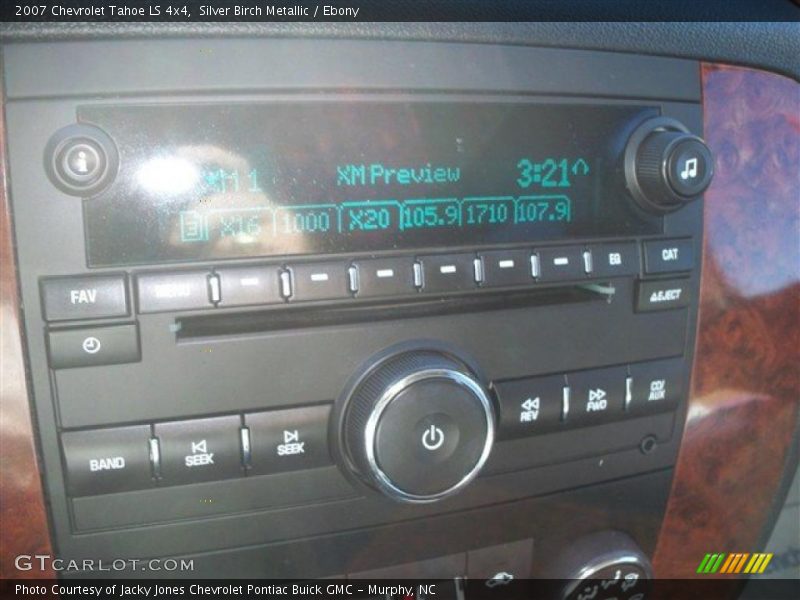 2007 Chevrolet Tahoe LS 4x4, Silver Birch Metallic / Ebony
XM 1 XM Preview 3:21
3 X16 1000 X20 105.9 1710 107.9
FAV MENU EQ CAT
EJECT
BAND SEEK SEEK REV FWD CD/AUX
GTCARLOT.COM
Photo Courtesy of Jacky Jones Chevrolet Pontiac Buick GMC - Murphy, NC